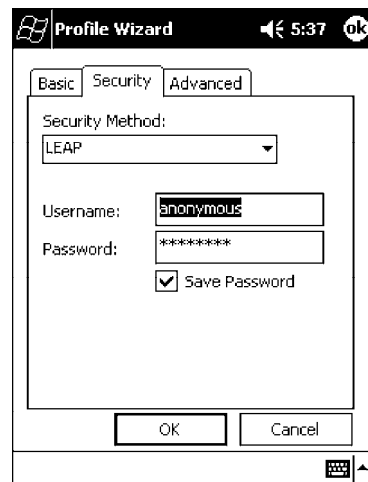 Profile Wizard 5:37 ok
Basic Security Advanced
Security Method:
LEAP
Username: anonymous
Password: ********
Save Password
OK Cancel